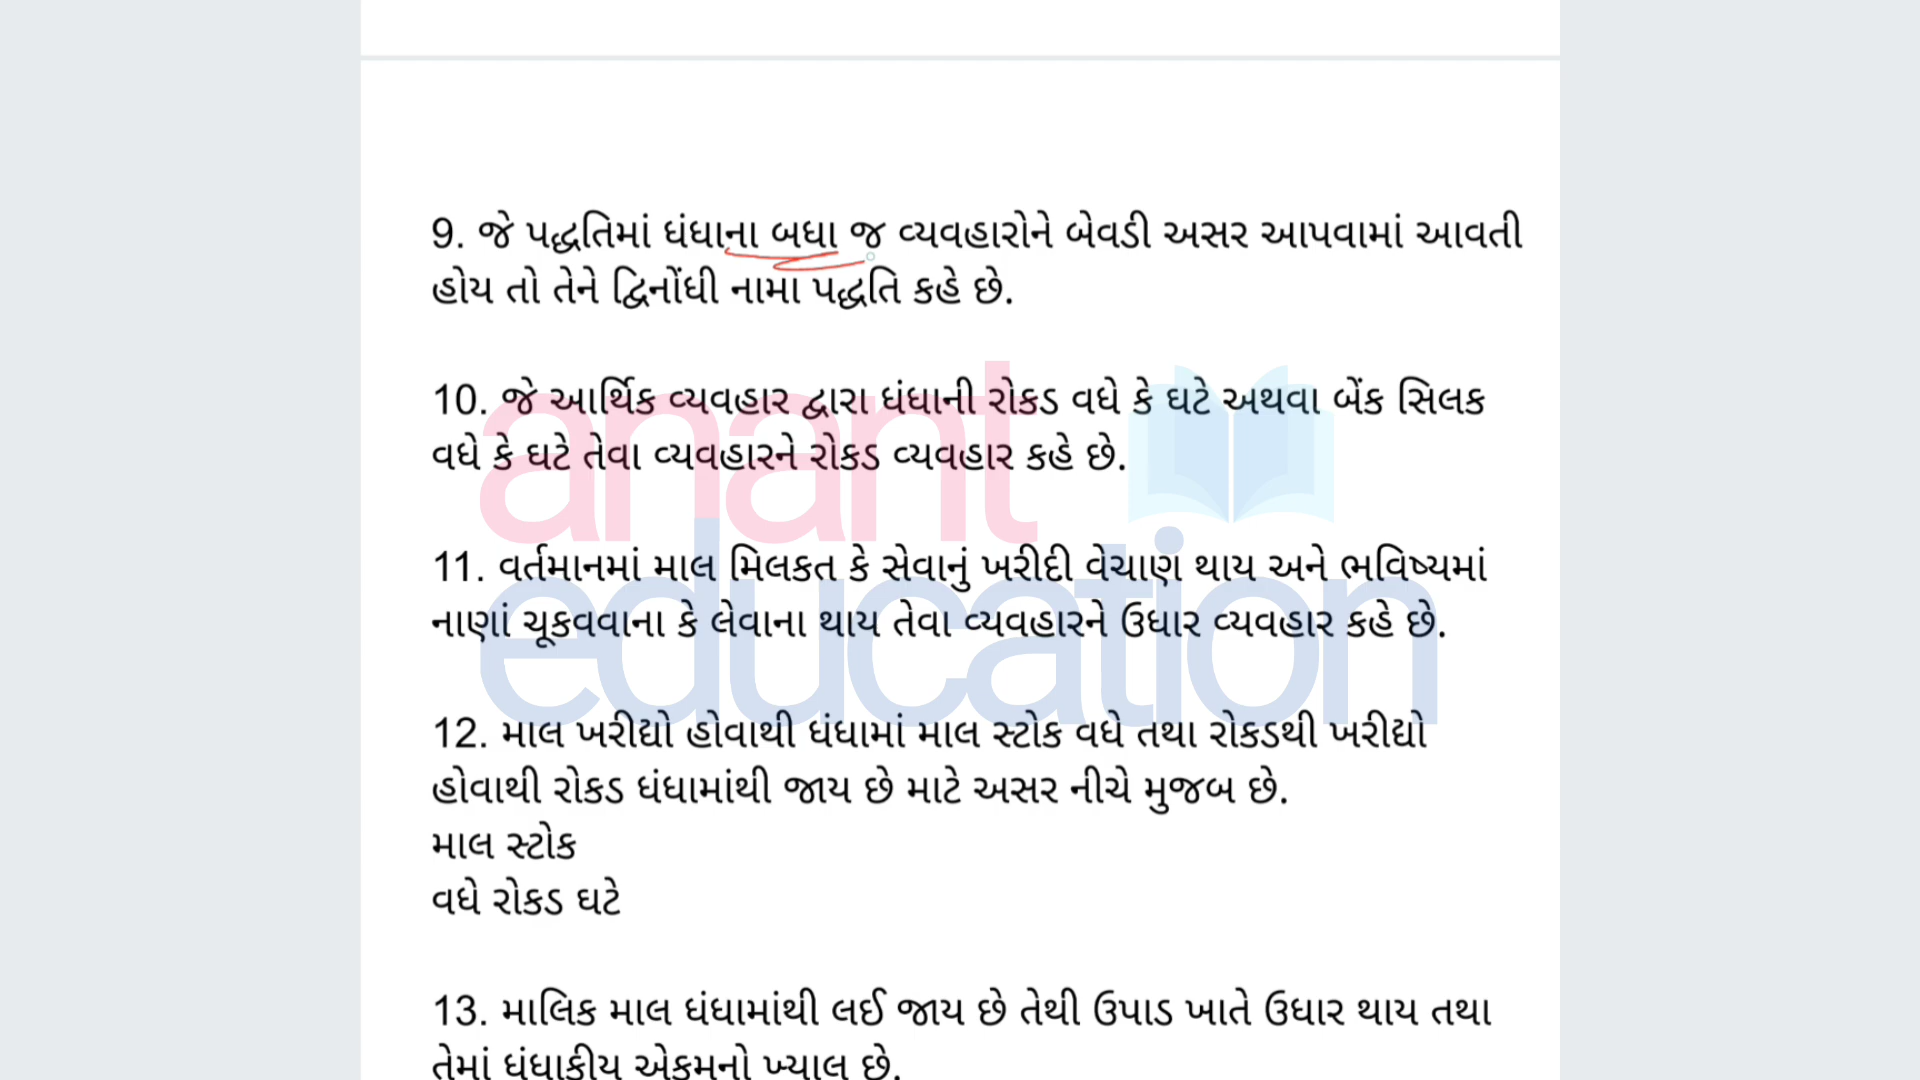 9. જે પદ્ધતિમાં ધંધાના બધા જ વ્યવહારોને બેવડી અસર આપવામાં આવતી
હોય તો તેને દ્વિનોંધી નામા પદ્ધતિ કહે છે.
10. જે આર્થિક વ્યવહાર દ્વારા ધંધાની રોકડ વધે કે ઘટે અથવા બેંક સિલક
વધે કે ઘટે તેવા વ્યવહારને રોકડ વ્યવહાર કહે છે.
11. વર્તમાનમાં માલ મિલકત કે સેવાનું ખરીદી વેચાણ થાય અને ભવિષ્યમાં
નાણાં ચૂકવવાના કે લેવાના થાય તેવા વ્યવહારને ઉધાર વ્યવહાર કહે છે.
12. માલ ખરીદ્યો હોવાથી ધંધામાં માલ સ્ટોક વધે તથા રોકડથી ખરીદ્યો
હોવાથી રોકડ ધંધામાંથી જાય છે માટે અસર નીચે મુજબ છે.
માલ સ્ટોક
વધે રોકડ ઘટે
13. માલિક માલ ધંધામાંથી લઈ જાય છે તેથી ઉપાડ ખાતે ઉધાર થાય તથા
તેમાં ધંધાકીય એકમનો ખ્યાલ છે.
anant
education